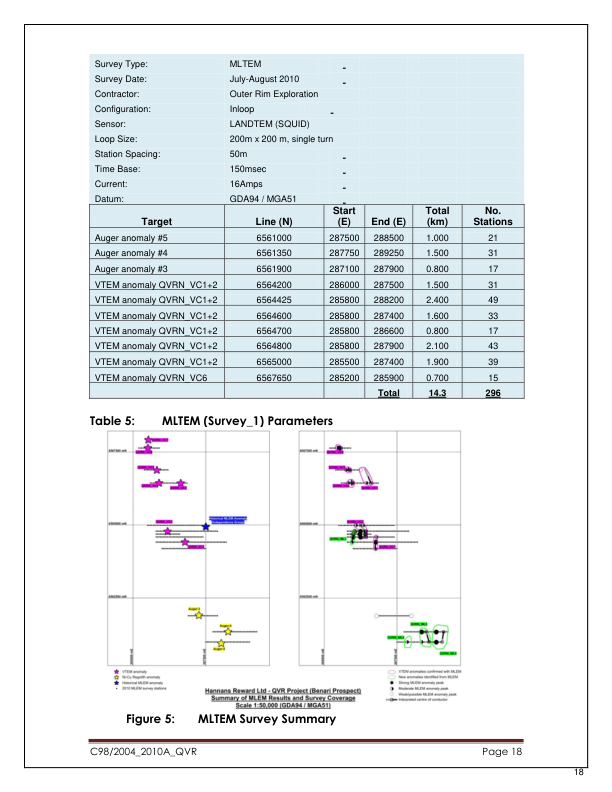 Survey Type: MLTEM -
Survey Date: July-August 2010 -
Contractor: Outer Rim Exploration
Configuration: Inloop -
Sensor: LANDTEM (SQUID)
Loop Size: 200m x 200 m, single turn
Station Spacing: 50m -
Time Base: 150msec -
Current: 16Amps -
Datum: GDA94 / MGA51 -
Target Line (N) Start (E) End (E) Total (km) No. Stations
Auger anomaly #5 6561000 287500 288500 1.000 21
Auger anomaly #4 6561350 287750 289250 1.500 31
Auger anomaly #3 6561900 287100 287900 0.800 17
VTEM anomaly QVRN_VC1+2 6564200 286000 287500 1.500 31
VTEM anomaly QVRN_VC1+2 6564425 285800 288200 2.400 49
VTEM anomaly QVRN_VC1+2 6564600 285800 287400 1.600 33
VTEM anomaly QVRN_VC1+2 6564700 285800 286600 0.800 17
VTEM anomaly QVRN_VC1+2 6564800 285800 287900 2.100 43
VTEM anomaly QVRN_VC1+2 6565000 285500 287400 1.900 39
VTEM anomaly QVRN_VC6 6567650 285200 285900 0.700 15
Total 14.3 296
Table 5: MLTEM (Survey_1) Parameters
VTEM anomaly
Ni-Cu Regolith anomaly
Historical MLEM anomaly
2010 MLEM survey stations
VTEM anomalies confirmed with MLEM
New anomalies identified from MLEM
Strong MLEM anomaly peak
Moderate MLEM anomaly peak
Weak/possible MLEM anomaly peak
Interpreted centre of conductor
Hannans Reward Ltd - QVR Project (Benari Prospect)
Summary of MLEM Results and Survey Coverage
Scale 1:50,000 (GDA94 / MGA51)
Figure 5: MLTEM Survey Summary
C98/2004_2010A_QVR Page 18
18